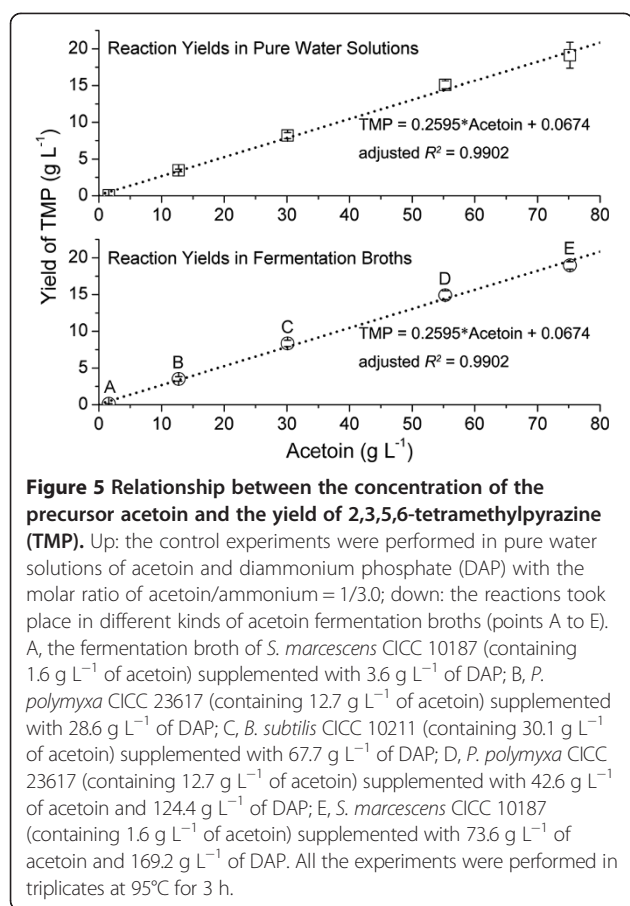 Yield of TMP (g L⁻¹)
20
15
10
5
0
Reaction Yields in Pure Water Solutions
TMP = 0.2595*Acetoin + 0.0674
adjusted R² = 0.9902
0 10 20 30 40 50 60 70 80
20
15
10
5
0
Reaction Yields in Fermentation Broths
A
B
C
D
E
TMP = 0.2595*Acetoin + 0.0674
adjusted R² = 0.9902
0 10 20 30 40 50 60 70 80
Acetoin (g L⁻¹)
Figure 5 Relationship between the concentration of the
precursor acetoin and the yield of 2,3,5,6-tetramethylpyrazine
(TMP). Up: the control experiments were performed in pure water
solutions of acetoin and diammonium phosphate (DAP) with the
molar ratio of acetoin/ammonium = 1/3.0; down: the reactions took
place in different kinds of acetoin fermentation broths (points A to E).
A, the fermentation broth of S. marcescens CICC 10187 (containing
1.6 g L⁻¹ of acetoin) supplemented with 3.6 g L⁻¹ of DAP; B, P.
polymyxa CICC 23617 (containing 12.7 g L⁻¹ of acetoin) supplemented
with 28.6 g L⁻¹ of DAP; C, B. subtilis CICC 10211 (containing 30.1 g L⁻¹
of acetoin) supplemented with 67.7 g L⁻¹ of DAP; D, P. polymyxa CICC
23617 (containing 12.7 g L⁻¹ of acetoin) supplemented with 42.6 g L⁻¹
of acetoin and 124.4 g L⁻¹ of DAP; E, S. marcescens CICC 10187
(containing 1.6 g L⁻¹ of acetoin) supplemented with 73.6 g L⁻¹ of
acetoin and 169.2 g L⁻¹ of DAP. All the experiments were performed in
triplicates at 95°C for 3 h.